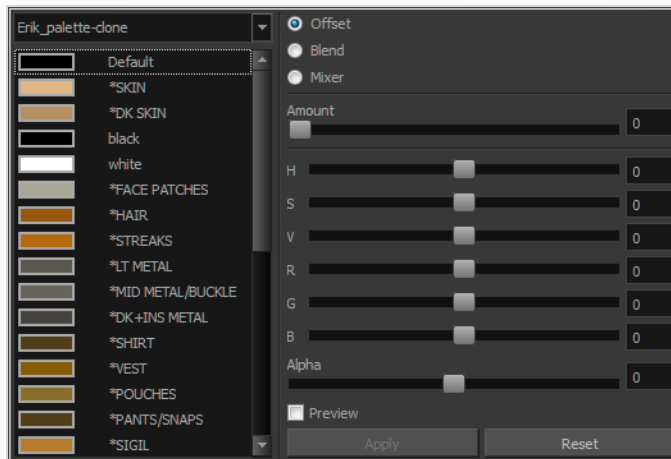 Erik_palette-clone
Default
*SKIN
*DK SKIN
black
white
*FACE PATCHES
*HAIR
*STREAKS
*LT METAL
*MID METAL/BUCKLE
*DK+INS METAL
*SHIRT
*VEST
*POUCHES
*PANTS/SNAPS
*SIGIL
Offset
Blend
Mixer
Amount
0
H 0
S 0
V 0
R 0
G 0
B 0
Alpha
0
Preview
Apply Reset